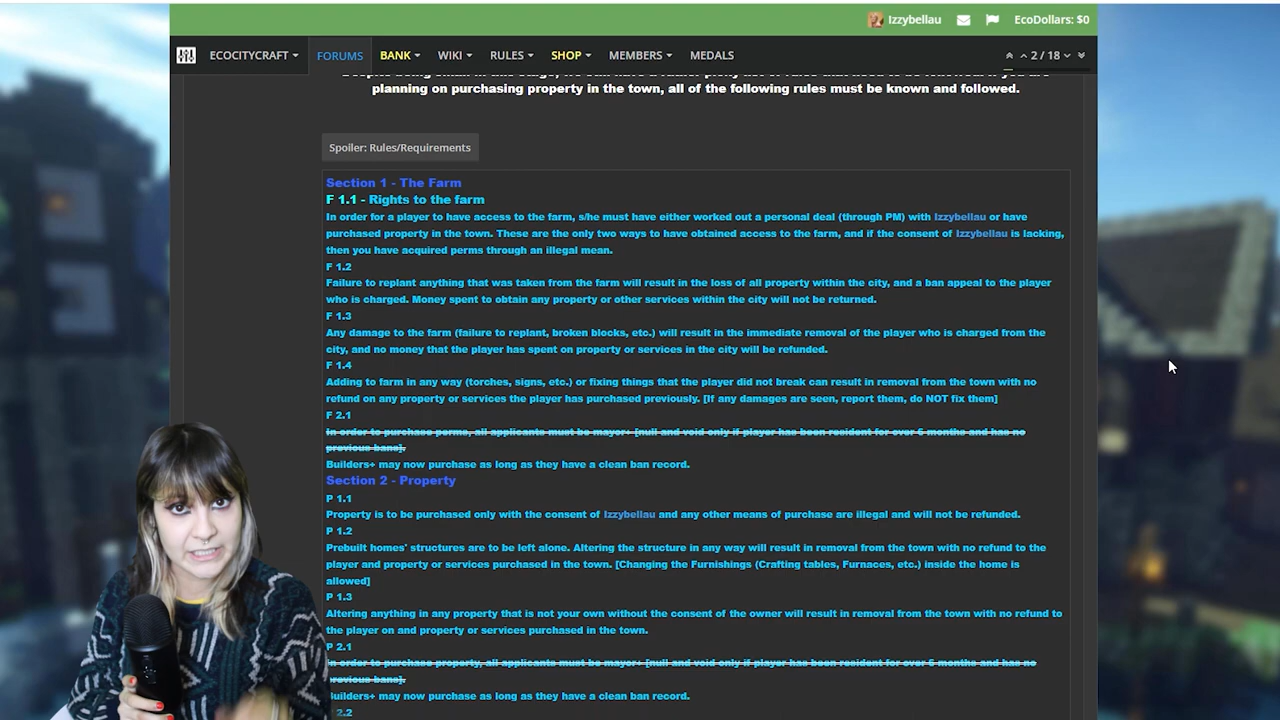 Izzybellau EcoDollars: $0
ECOCITYCRAFT FORUMS BANK WIKI RULES SHOP MEMBERS MEDALS 2 / 18
planning on purchasing property in the town, all of the following rules must be known and followed.
Spoiler: Rules/Requirements
Section 1 - The Farm
F 1.1 - Rights to the farm
In order for a player to have access to the farm, s/he must have either worked out a personal deal (through PM) with Izzybellau or have
purchased property in the town. These are the only two ways to have obtained access to the farm, and if the consent of Izzybellau is lacking,
then you have acquired perms through an illegal mean.
F 1.2
Failure to replant anything that was taken from the farm will result in the loss of all property within the city, and a ban appeal to the player
who is charged. Money spent to obtain any property or other services within the city will not be returned.
F 1.3
Any damage to the farm (failure to replant, broken blocks, etc.) will result in the immediate removal of the player who is charged from the
city, and no money that the player has spent on property or services in the city will be refunded.
F 1.4
Adding to farm in any way (torches, signs, etc.) or fixing things that the player did not break can result in removal from the town with no
refund on any property or services the player has purchased previously. [If any damages are seen, report them, do NOT fix them]
F 2.1
In order to purchase perms, all applicants must be mayor+ [null and void only if player has been resident for over 6 months and has no
previous bans].
Builders+ may now purchase as long as they have a clean ban record.
Section 2 - Property
P 1.1
Property is to be purchased only with the consent of Izzybellau and any other means of purchase are illegal and will not be refunded.
P 1.2
Prebuilt homes' structures are to be left alone. Altering the structure in any way will result in removal from the town with no refund to the
player and property or services purchased in the town. [Changing the Furnishings (Crafting tables, Furnaces, etc.) inside the home is
allowed]
P 1.3
Altering anything in any property that is not your own without the consent of the owner will result in removal from the town with no refund to
the player on and property or services purchased in the town.
P 2.1
In order to purchase property, all applicants must be mayor+ [null and void only if player has been resident for over 6 months and has no
previous bans].
Builders+ may now purchase as long as they have a clean ban record.
2.2